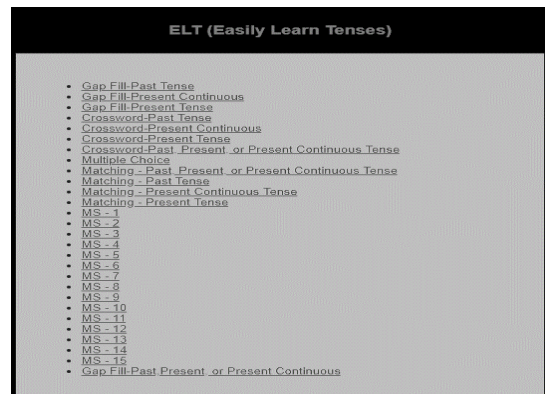 ELT (Easily Learn Tenses)
Gap Fill-Past Tense
Gap Fill-Present Continuous
Gap Fill-Present Tense
Crossword-Past Tense
Crossword-Present Continuous
Crossword-Present Tense
Crossword-Past, Present, or Present Continuous Tense
Multiple Choice
Matching - Past, Present, or Present Continuous Tense
Matching - Past Tense
Matching - Present Continuous Tense
Matching - Present Tense
MS - 1
MS - 2
MS - 3
MS - 4
MS - 5
MS - 6
MS - 7
MS - 8
MS - 9
MS - 10
MS - 11
MS - 12
MS - 13
MS - 14
MS - 15
Gap Fill-Past,Present, or Present Continuous